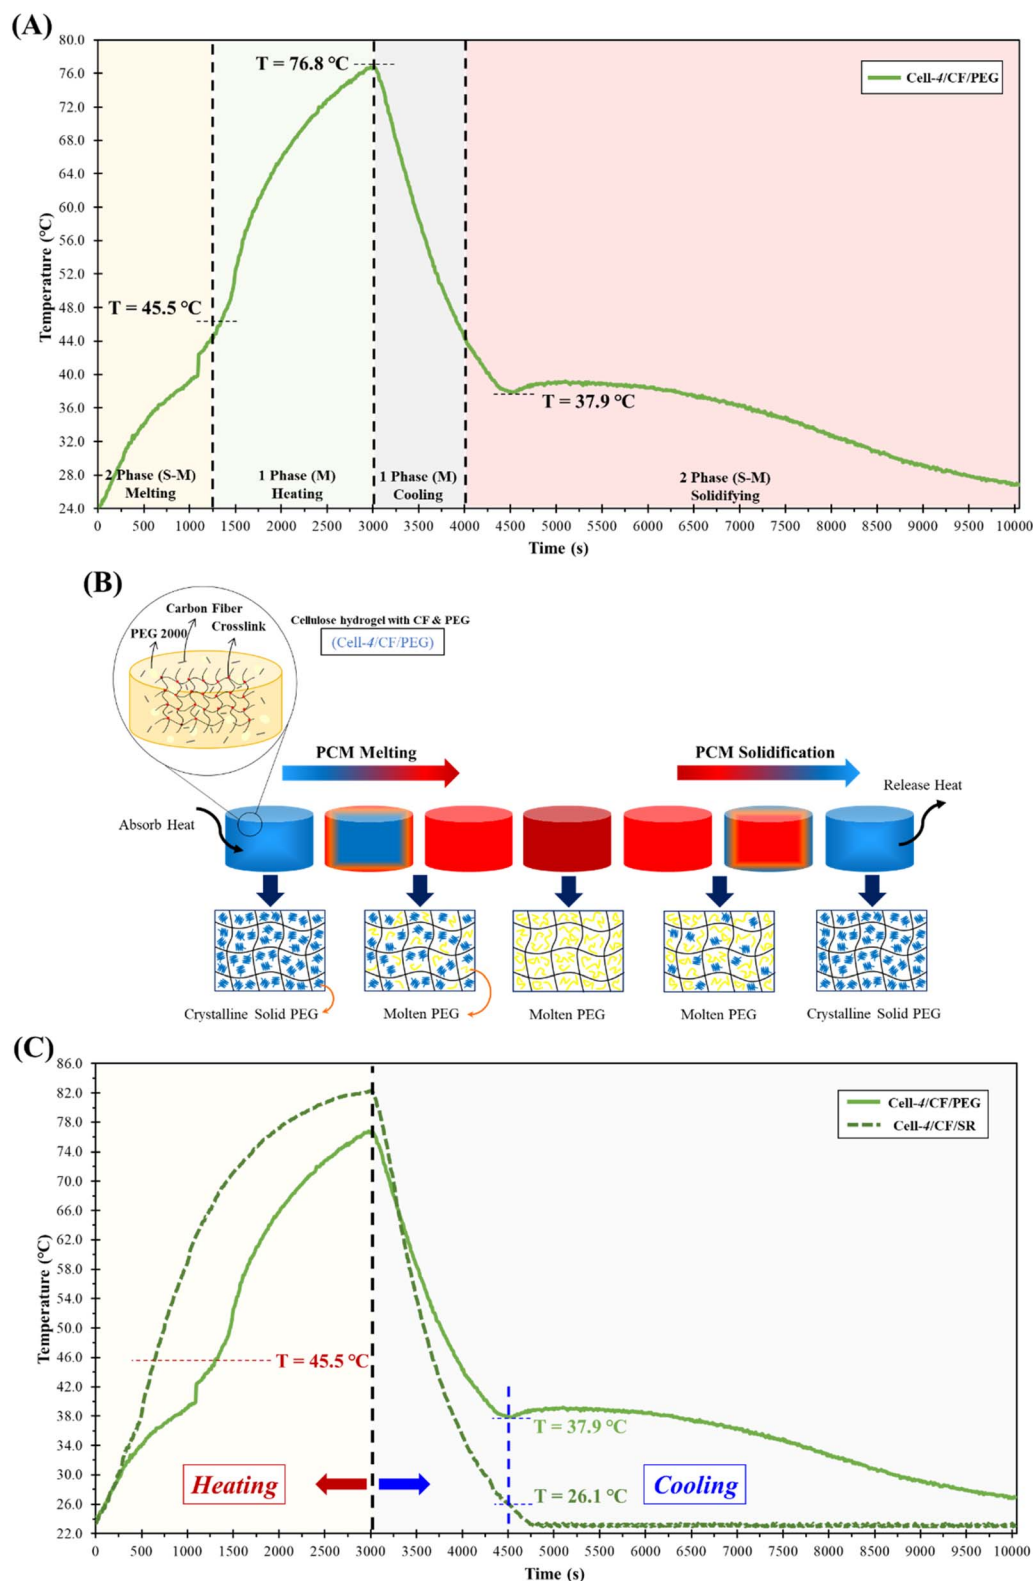 (A)
80.0
76.0
72.0
68.0
64.0
60.0
56.0
52.0
48.0
44.0
40.0
36.0
32.0
28.0
24.0
Temperature (°C)
T = 76.8 °C
Cell-4/CF/PEG
T = 45.5 °C
T = 37.9 °C
2 Phase (S-M)
Melting
1 Phase (M)
Heating
1 Phase (M)
Cooling
2 Phase (S-M)
Solidifying
0 500 1000 1500 2000 2500 3000 3500 4000 4500 5000 5500 6000 6500 7000 7500 8000 8500 9000 9500 10000
Time (s)
(B)
Carbon Fiber
PEG 2000
Crosslink
Cellulose hydrogel with CF & PEG
(Cell-4/CF/PEG)
PCM Melting
PCM Solidification
Absorb Heat
Release Heat
Crystalline Solid PEG
Molten PEG
Molten PEG
Molten PEG
Crystalline Solid PEG
(C)
86.0
82.0
78.0
74.0
70.0
66.0
62.0
58.0
54.0
50.0
46.0
42.0
38.0
34.0
30.0
26.0
22.0
Temperature (°C)
Cell-4/CF/PEG
Cell-4/CF/SR
T = 45.5 °C
T = 37.9 °C
T = 26.1 °C
Heating
Cooling
0 500 1000 1500 2000 2500 3000 3500 4000 4500 5000 5500 6000 6500 7000 7500 8000 8500 9000 9500 10000
Time (s)